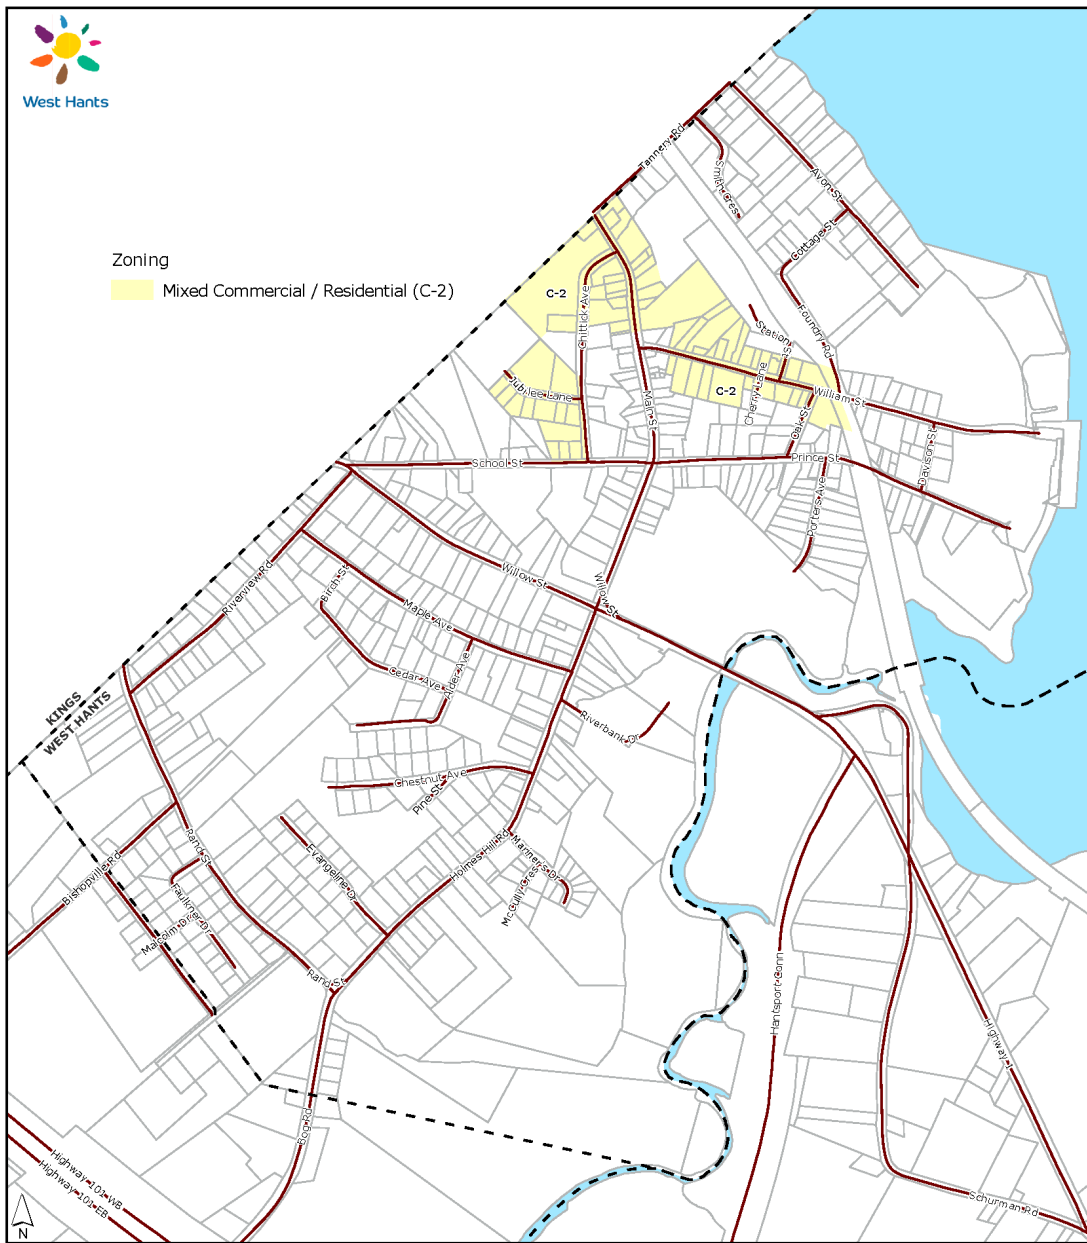 West Hants
Tannery Rd
Smith Cres
Avon St
Cottage St
Zoning
Mixed Commercial / Residential (C-2)
C-2
Chittick Ave
Station St
Foundry Rd
Jubilee Lane
Main St
C-2
Cherry Lane
William St
Oak St
School St
Prince St
Davison St
Porters Ave
Riverview Rd
Birch St
Willow St
Willow St
Maple Ave
Cedar Ave
Alder Ave
KINGS
WEST HANTS
Riverbank Dr
Chestnut Ave
Pine St
Rand St
Evangeline Dr
Holmes Hill Rd
Manners Dr
McCully Cres
Bishopville Rd
Faulkner Dr
Malcolm Dr
Rand St
Hantsport Conn
Highway 1
Bog Rd
Highway 101 WB
Highway 101 EB
Schurman Rd
N